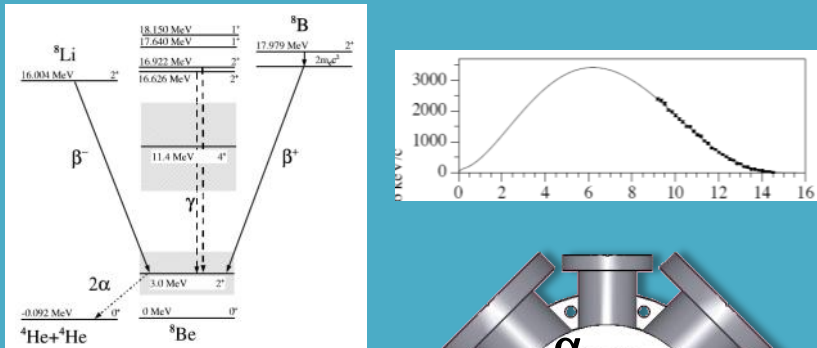 18.150 MeV 1⁺
17.640 MeV 1⁺
⁸B
⁸Li
16.922 MeV 2⁺
17.979 MeV 2⁺
2mₑc²
16.004 MeV 2⁺
16.626 MeV 2⁺
11.4 MeV 4⁺
β⁻
β⁺
γ
2α
3.0 MeV 2⁺
-0.092 MeV 0⁺
0 MeV 0⁺
⁴He+⁴He
⁸Be
3000
2000
1000
0
keV/c
0 2 4 6 8 10 12 14 16
α